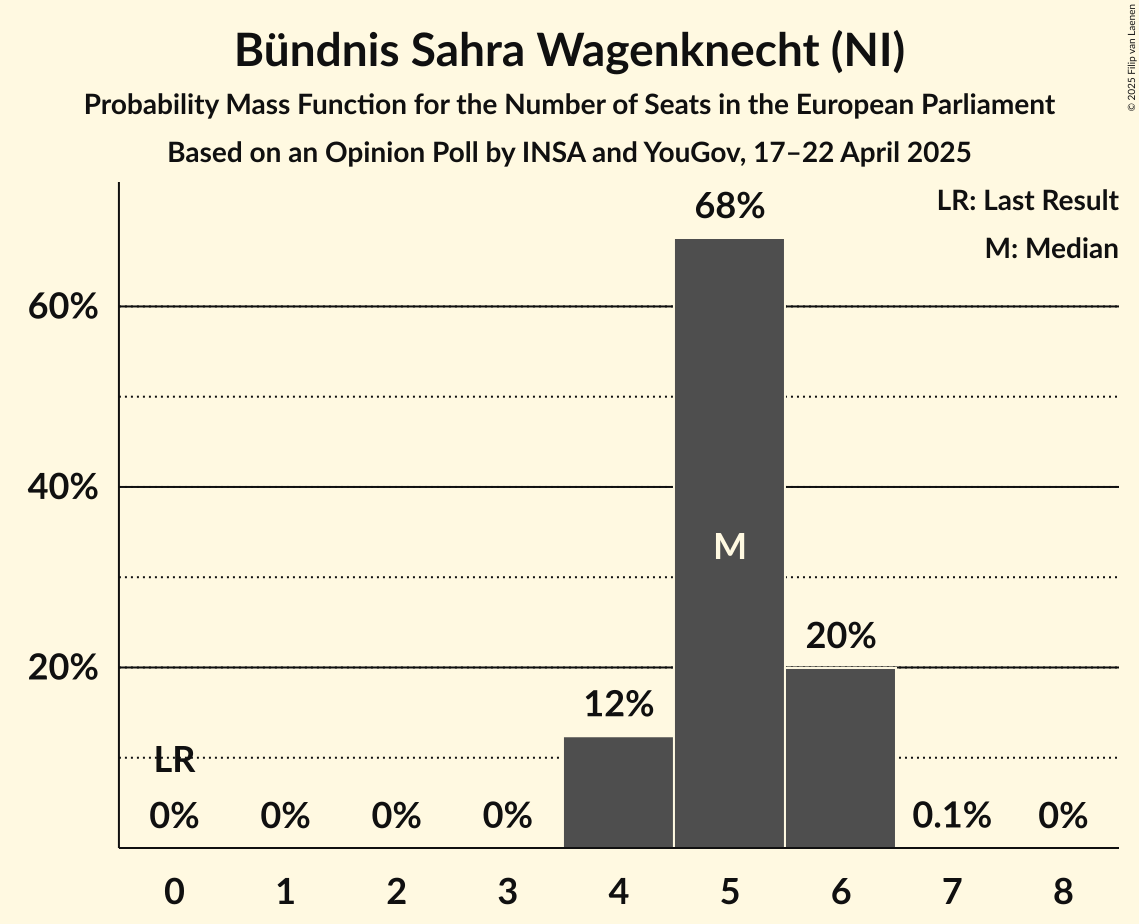 Bündnis Sahra Wagenknecht (NI)
Probability Mass Function for the Number of Seats in the European Parliament
Based on an Opinion Poll by INSA and YouGov, 17–22 April 2025
© 2025 Filip van Laenen
LR: Last Result
M: Median
68%
60%
40%
M
20%
20%
12%
LR
0% 0% 0% 0% 0.1% 0%
0 1 2 3 4 5 6 7 8